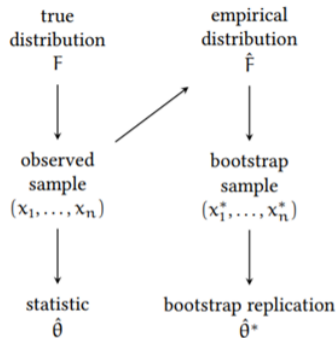 true
distribution
F
empirical
distribution
F̂
observed
sample
(x₁, . . . , xₙ)
bootstrap
sample
(x₁*, . . . , xₙ*)
statistic
θ̂
bootstrap replication
θ̂*